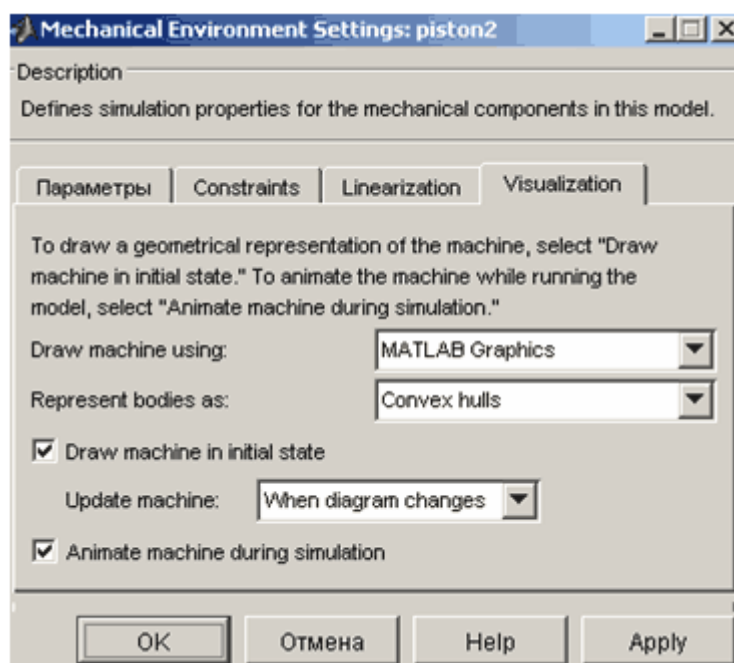 Mechanical Environment Settings: piston2
Description
Defines simulation properties for the mechanical components in this model.
Параметры Constraints Linearization Visualization
To draw a geometrical representation of the machine, select "Draw
machine in initial state." To animate the machine while running the
model, select "Animate machine during simulation."
Draw machine using: MATLAB Graphics
Represent bodies as: Convex hulls
Draw machine in initial state
Update machine: When diagram changes
Animate machine during simulation
OK Отмена Help Apply